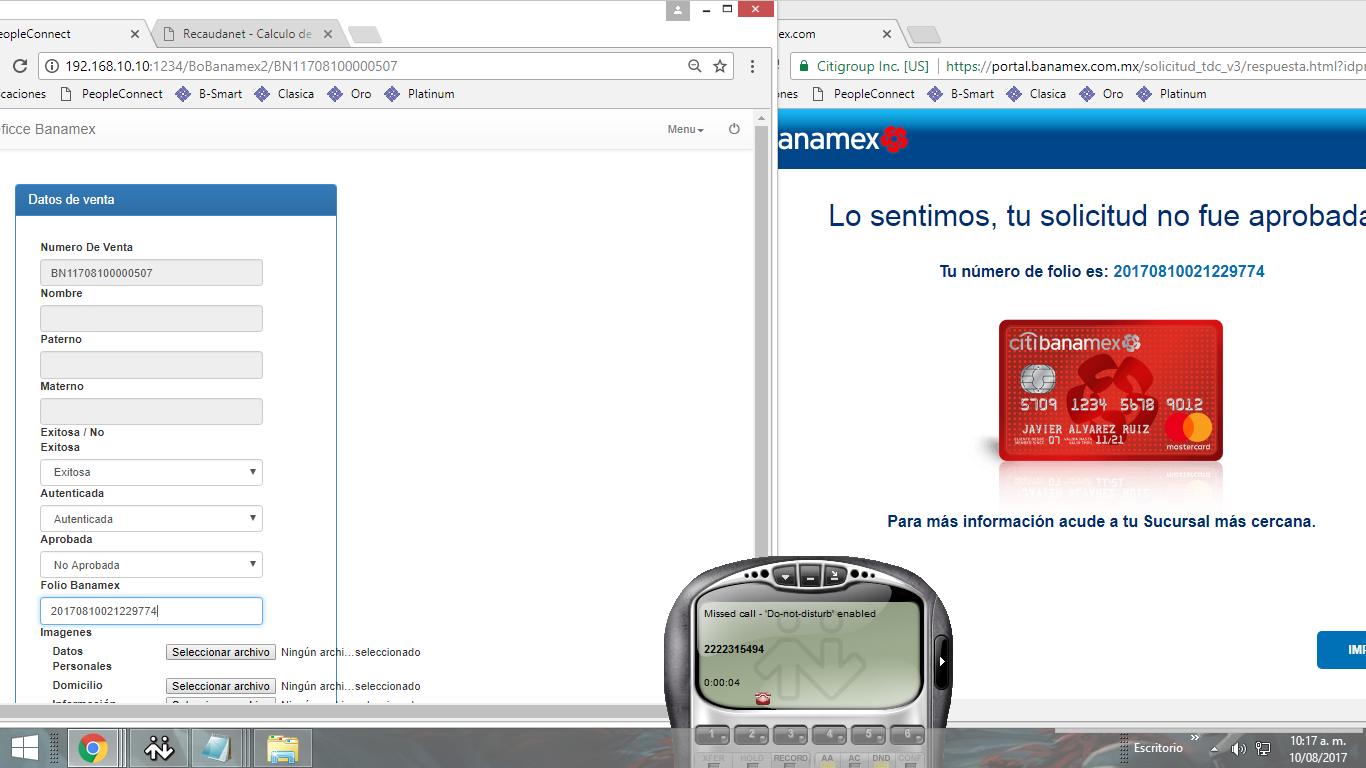 eopleConnect
Recaudanet - Calculo de
192.168.10.10:1234/BoBanamex2/BN11708100000507
caciones
PeopleConnect
B-Smart
Clasica
Oro
Platinum
ficce Banamex
Menu
Datos de venta
Numero De Venta
BN11708100000507
Nombre
Paterno
Materno
Exitosa / No
Exitosa
Exitosa
Autenticada
Autenticada
Aprobada
No Aprobada
Folio Banamex
20170810021229774
Imagenes
Datos
Personales
Seleccionar archivo
Ningún archi...seleccionado
Domicilio
Seleccionar archivo
Ningún archi...seleccionado
ex.com
Citigroup Inc. [US]
https://portal.banamex.com.mx/solicitud_tdc_v3/respuesta.html?idpr
ones
PeopleConnect
B-Smart
Clasica
Oro
Platinum
anamex
Lo sentimos, tu solicitud no fue aprobada
Tu número de folio es: 20170810021229774
citibanamex
5709 1234 5678 9012
JAVIER ALVAREZ RUIZ
07
11/21
mastercard
Para más información acude a tu Sucursal más cercana.
IMP
Missed call - 'Do-not-disturb' enabled
2222315494
0:00:04
1 2 3 4 5 6
XFER HOLD RECORD AA AC DND CONF
Escritorio
10:17 a. m.
10/08/2017